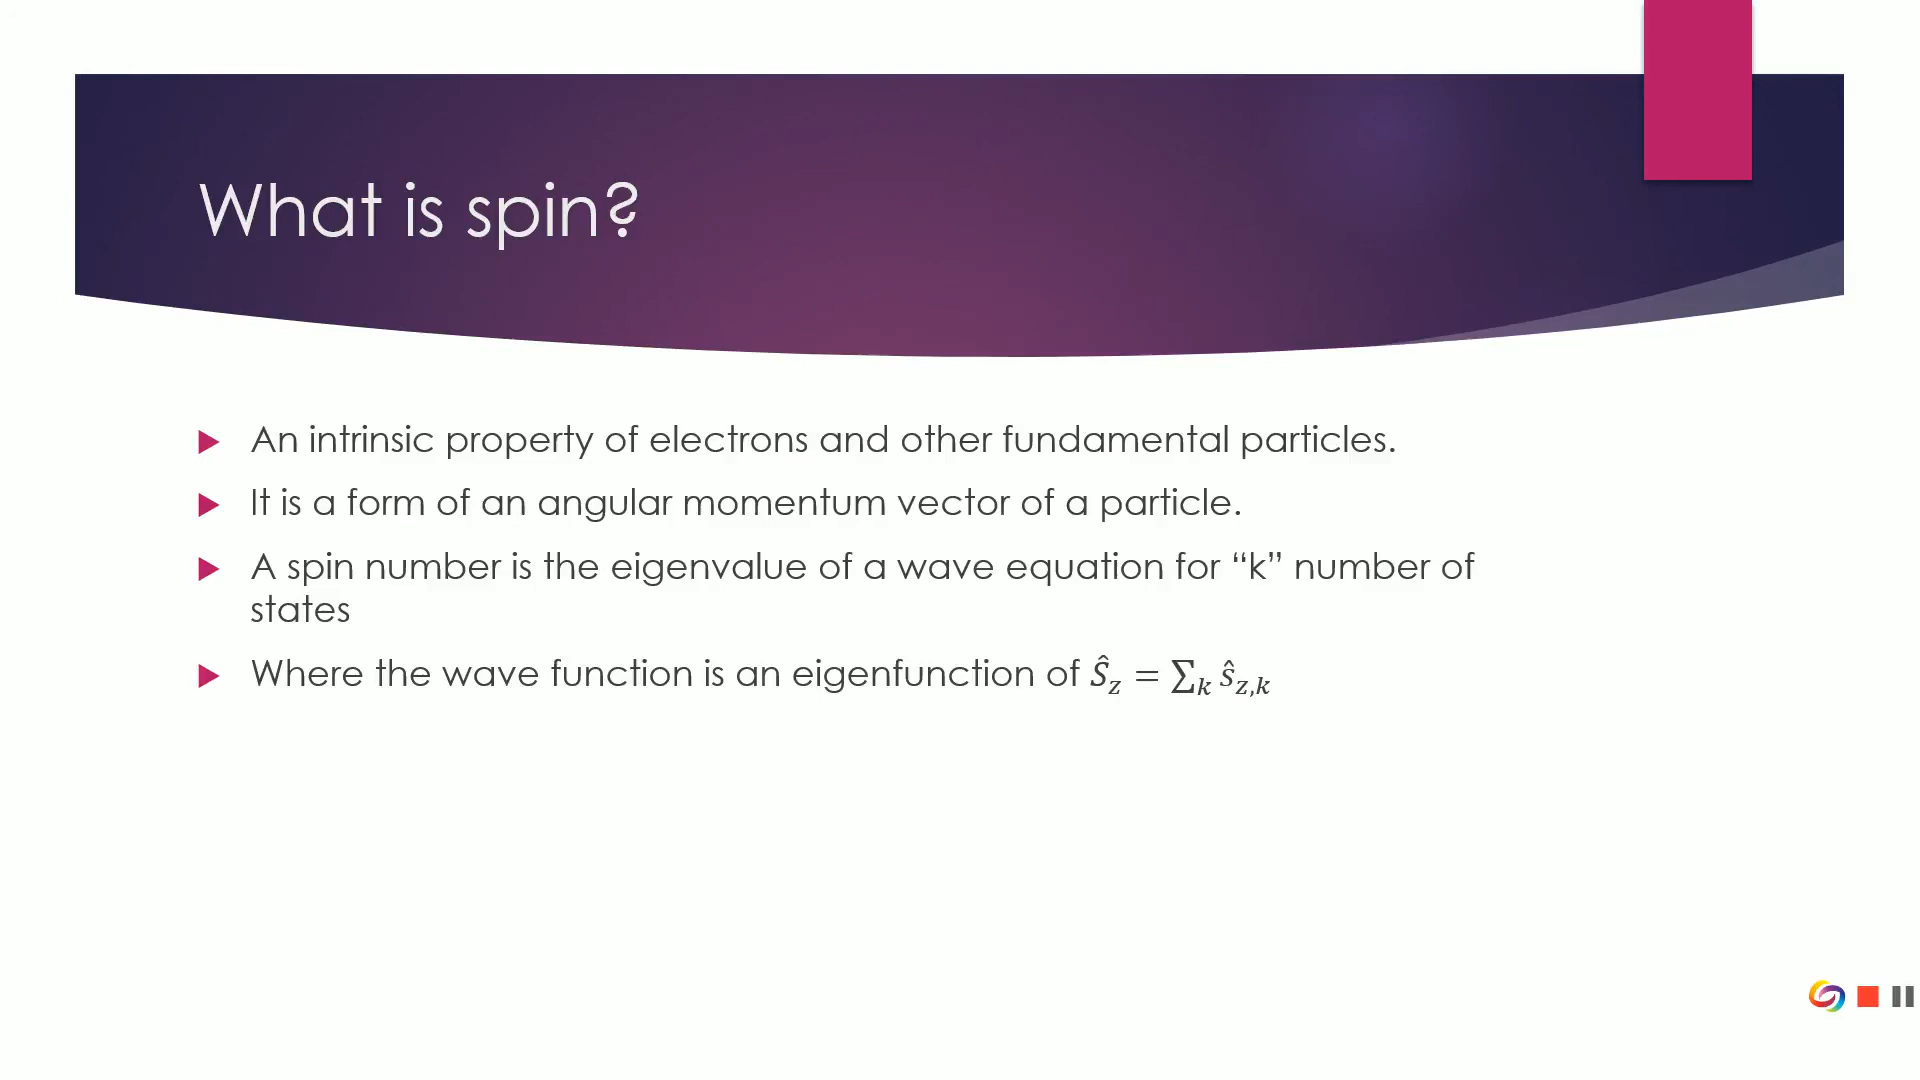 What is spin?
An intrinsic property of electrons and other fundamental particles.
It is a form of an angular momentum vector of a particle.
A spin number is the eigenvalue of a wave equation for “k” number of
states
Where the wave function is an eigenfunction of Ŝ_z = ∑_k ŝ_{z,k}